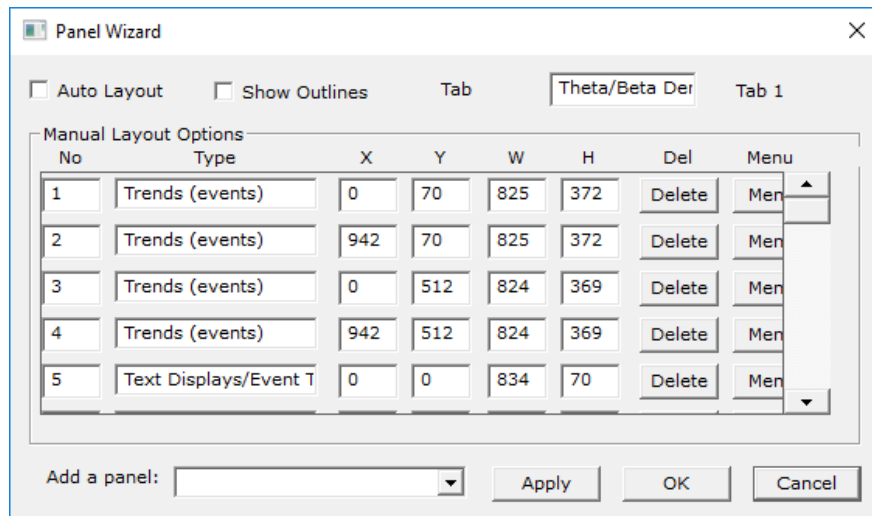 Panel Wizard
Auto Layout Show Outlines Tab Theta/Beta Der Tab 1
Manual Layout Options
No Type X Y W H Del Menu
1 Trends (events) 0 70 825 372 Delete Men
2 Trends (events) 942 70 825 372 Delete Men
3 Trends (events) 0 512 824 369 Delete Men
4 Trends (events) 942 512 824 369 Delete Men
5 Text Displays/Event T 0 0 834 70 Delete Men
Add a panel: Apply OK Cancel